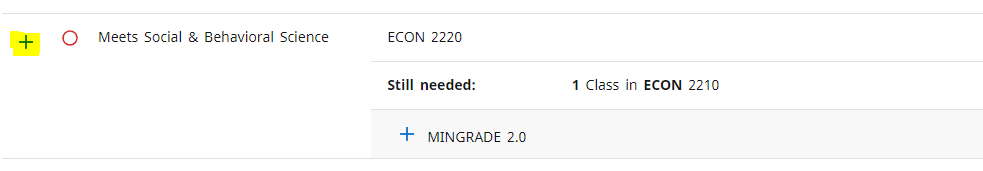 Meets Social & Behavioral Science ECON 2220
Still needed: 1 Class in ECON 2210
MINGRADE 2.0